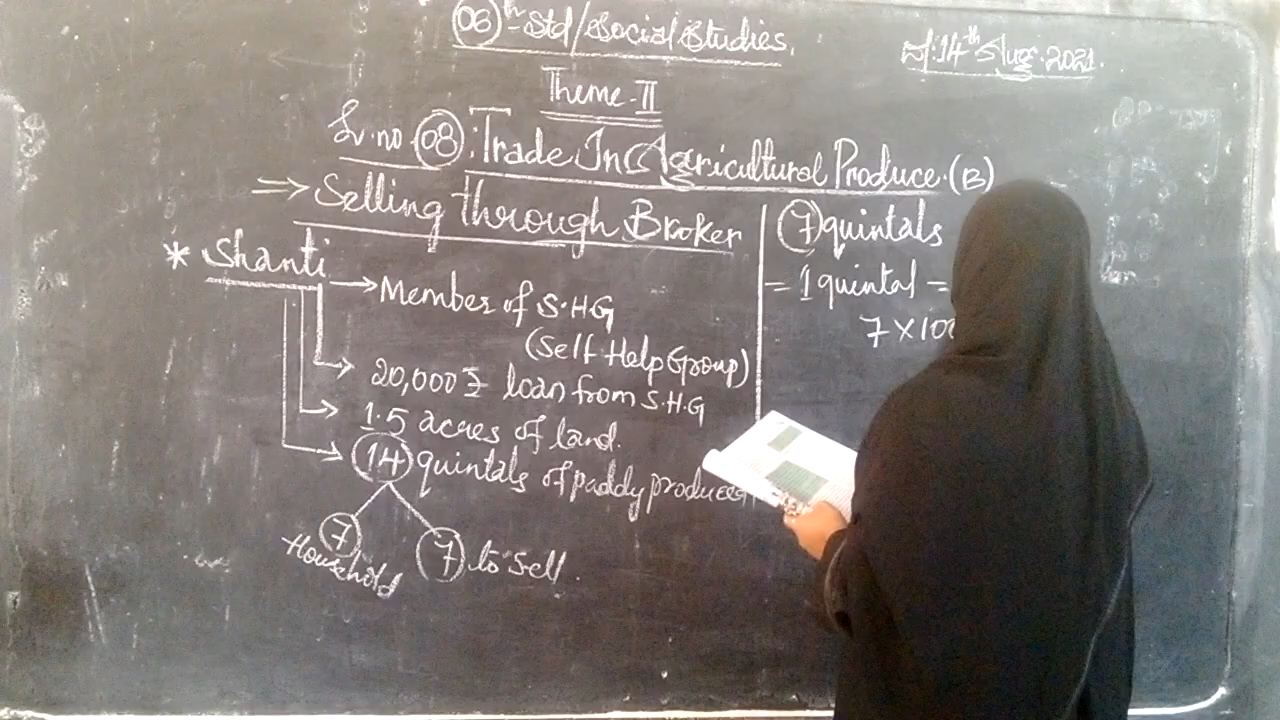 06th Std/Social Studies.
D:14th Aug.2021.
Theme-II
L.no 08:Trade In Agricultural Produce.(B)
=> Selling through Broker
* Shanti
→ Member of S.H.G
(Self Help Group)
→ 20,000 ₹ loan from S.H.G
→ 1.5 acres of land.
→ 14 quintals of paddy produced
7 Household
7 to sell.
7 quintals
= 1 quintal =
7 X 100